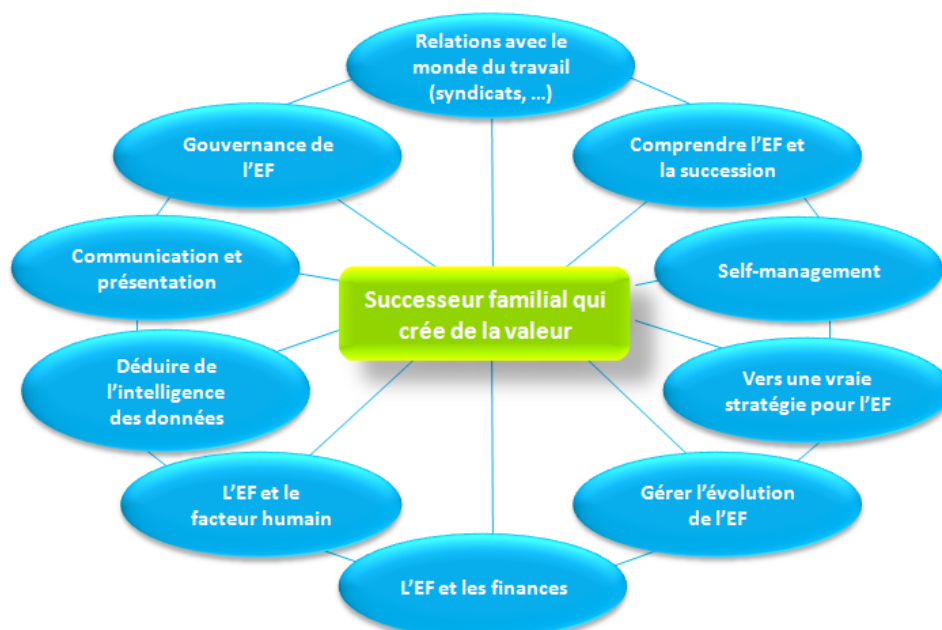 Relations avec le
monde du travail
(syndicats, …)
Gouvernance de
l'EF
Comprendre l'EF et
la succession
Communication et
présentation
Self-management
Successeur familial qui
crée de la valeur
Déduire de
l'intelligence
des données
Vers une vraie
stratégie pour l'EF
L'EF et le
facteur humain
Gérer l'évolution
de l'EF
L'EF et les finances